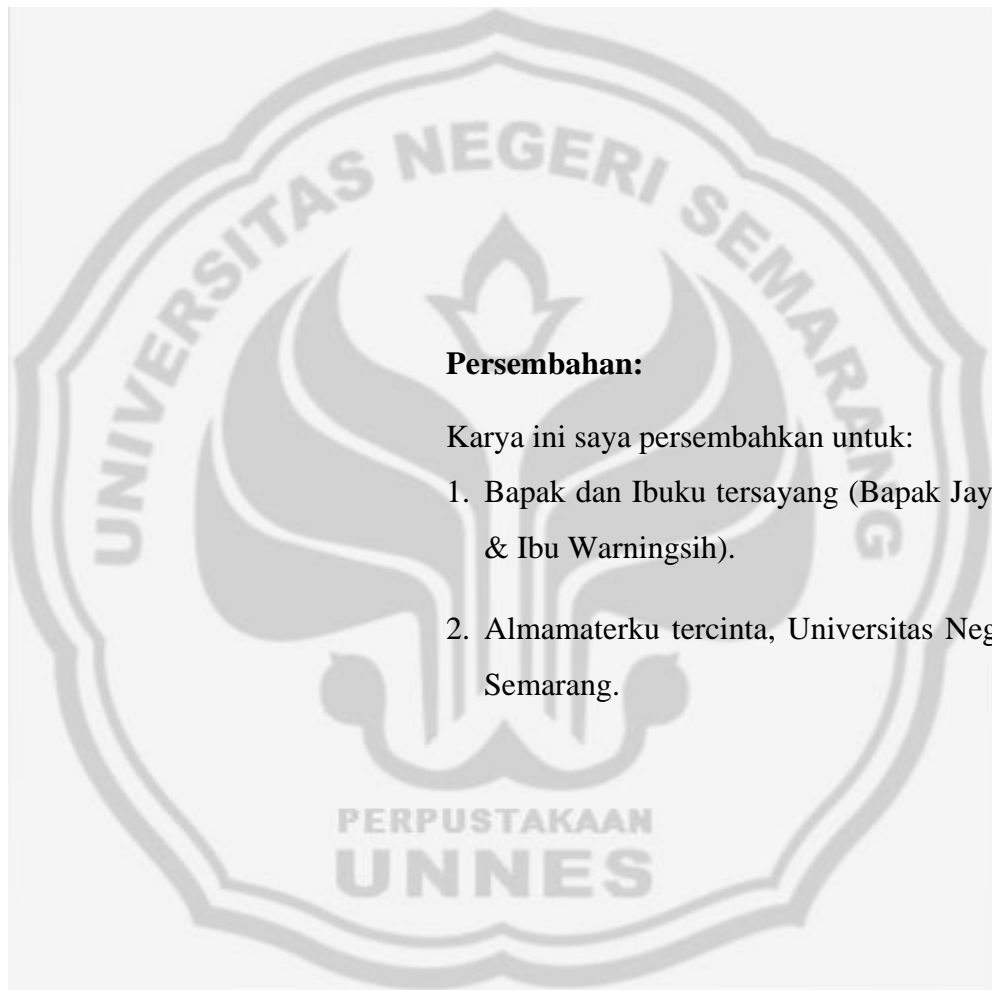 UNIVERSITAS NEGERI SEMARANG
Persembahan:
Karya ini saya persembahkan untuk:
1. Bapak dan Ibuku tersayang (Bapak
& Ibu Warningsih).
2. Almamaterku tercinta, Universitas
Semarang.
PERPUSTAKAAN
UNNES